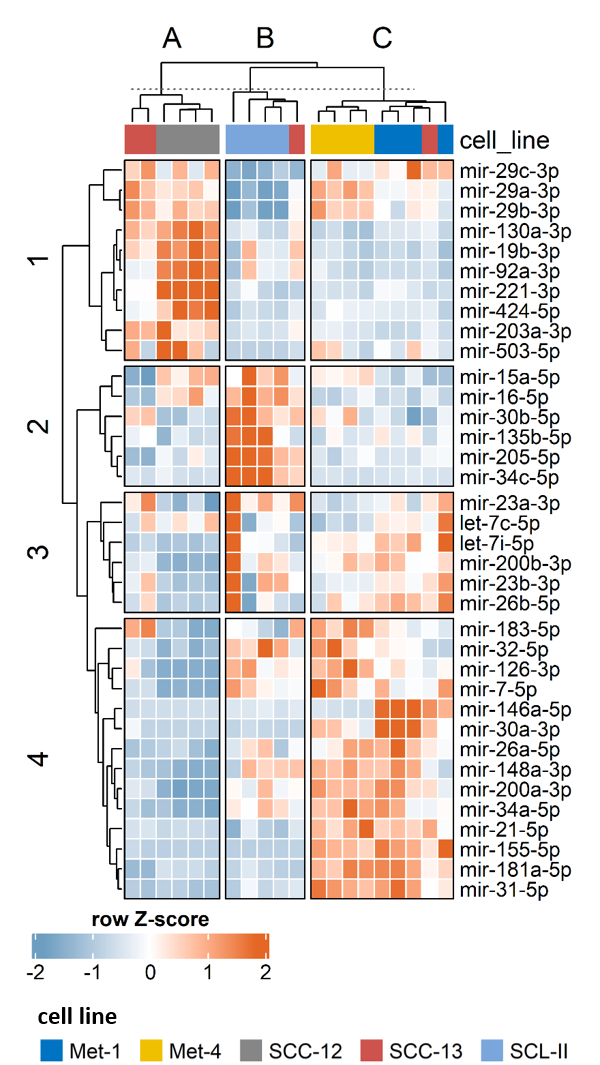 A B C
cell_line
1
mir-29c-3p
mir-29a-3p
mir-29b-3p
mir-130a-3p
mir-19b-3p
mir-92a-3p
mir-221-3p
mir-424-5p
mir-203a-3p
mir-503-5p
2
mir-15a-5p
mir-16-5p
mir-30b-5p
mir-135b-5p
mir-205-5p
mir-34c-5p
3
mir-23a-3p
let-7c-5p
let-7i-5p
mir-200b-3p
mir-23b-3p
mir-26b-5p
4
mir-183-5p
mir-32-5p
mir-126-3p
mir-7-5p
mir-146a-5p
mir-30a-3p
mir-26a-5p
mir-148a-3p
mir-200a-3p
mir-34a-5p
mir-21-5p
mir-155-5p
mir-181a-5p
mir-31-5p
row Z-score
-2 -1 0 1 2
cell line
Met-1 Met-4 SCC-12 SCC-13 SCL-II